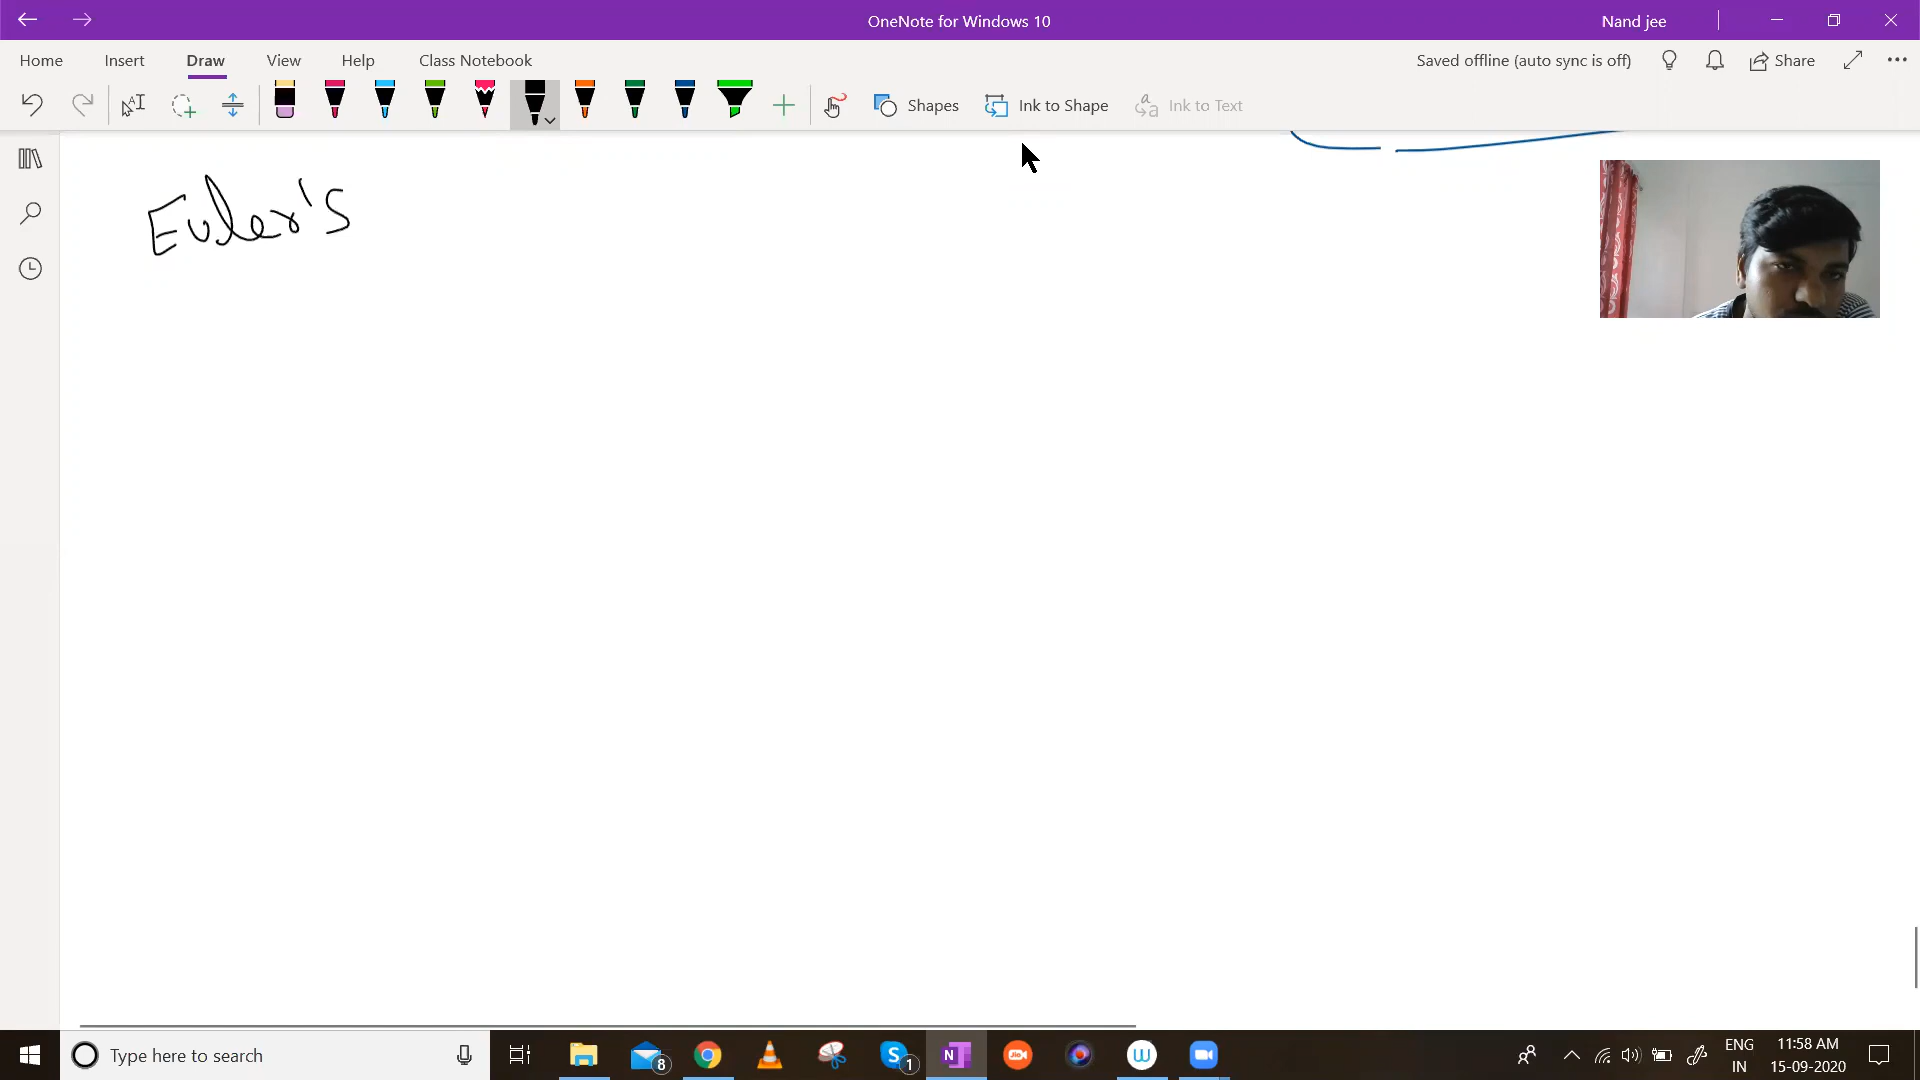 OneNote for Windows 10
Nand jee
Home Insert Draw View Help Class Notebook
Saved offline (auto sync is off) Share
Shapes Ink to Shape Ink to Text
Euler's
Type here to search
8
1
ENG
IN
11:58 AM
15-09-2020